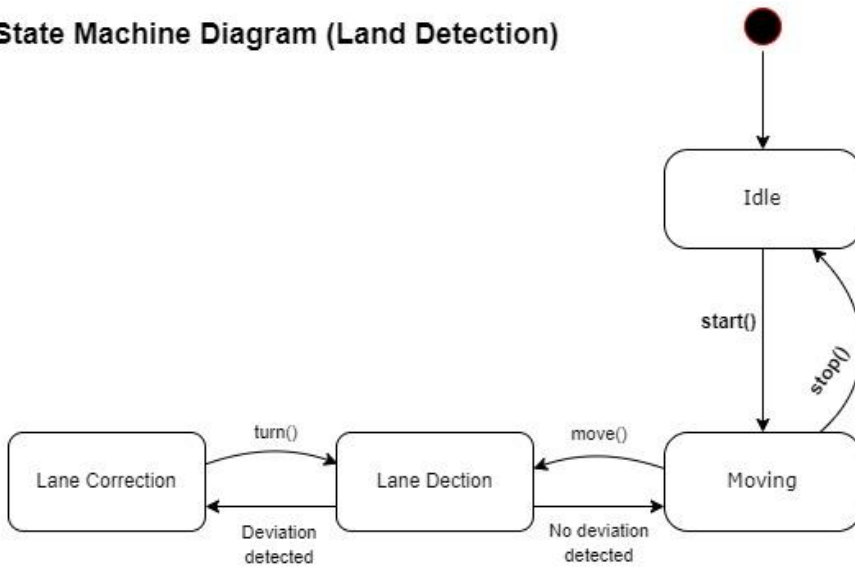 State Machine Diagram (Land Detection)
Idle
start()
stop()
turn()
move()
Lane Correction
Lane Dection
Moving
Deviation
detected
No deviation
detected